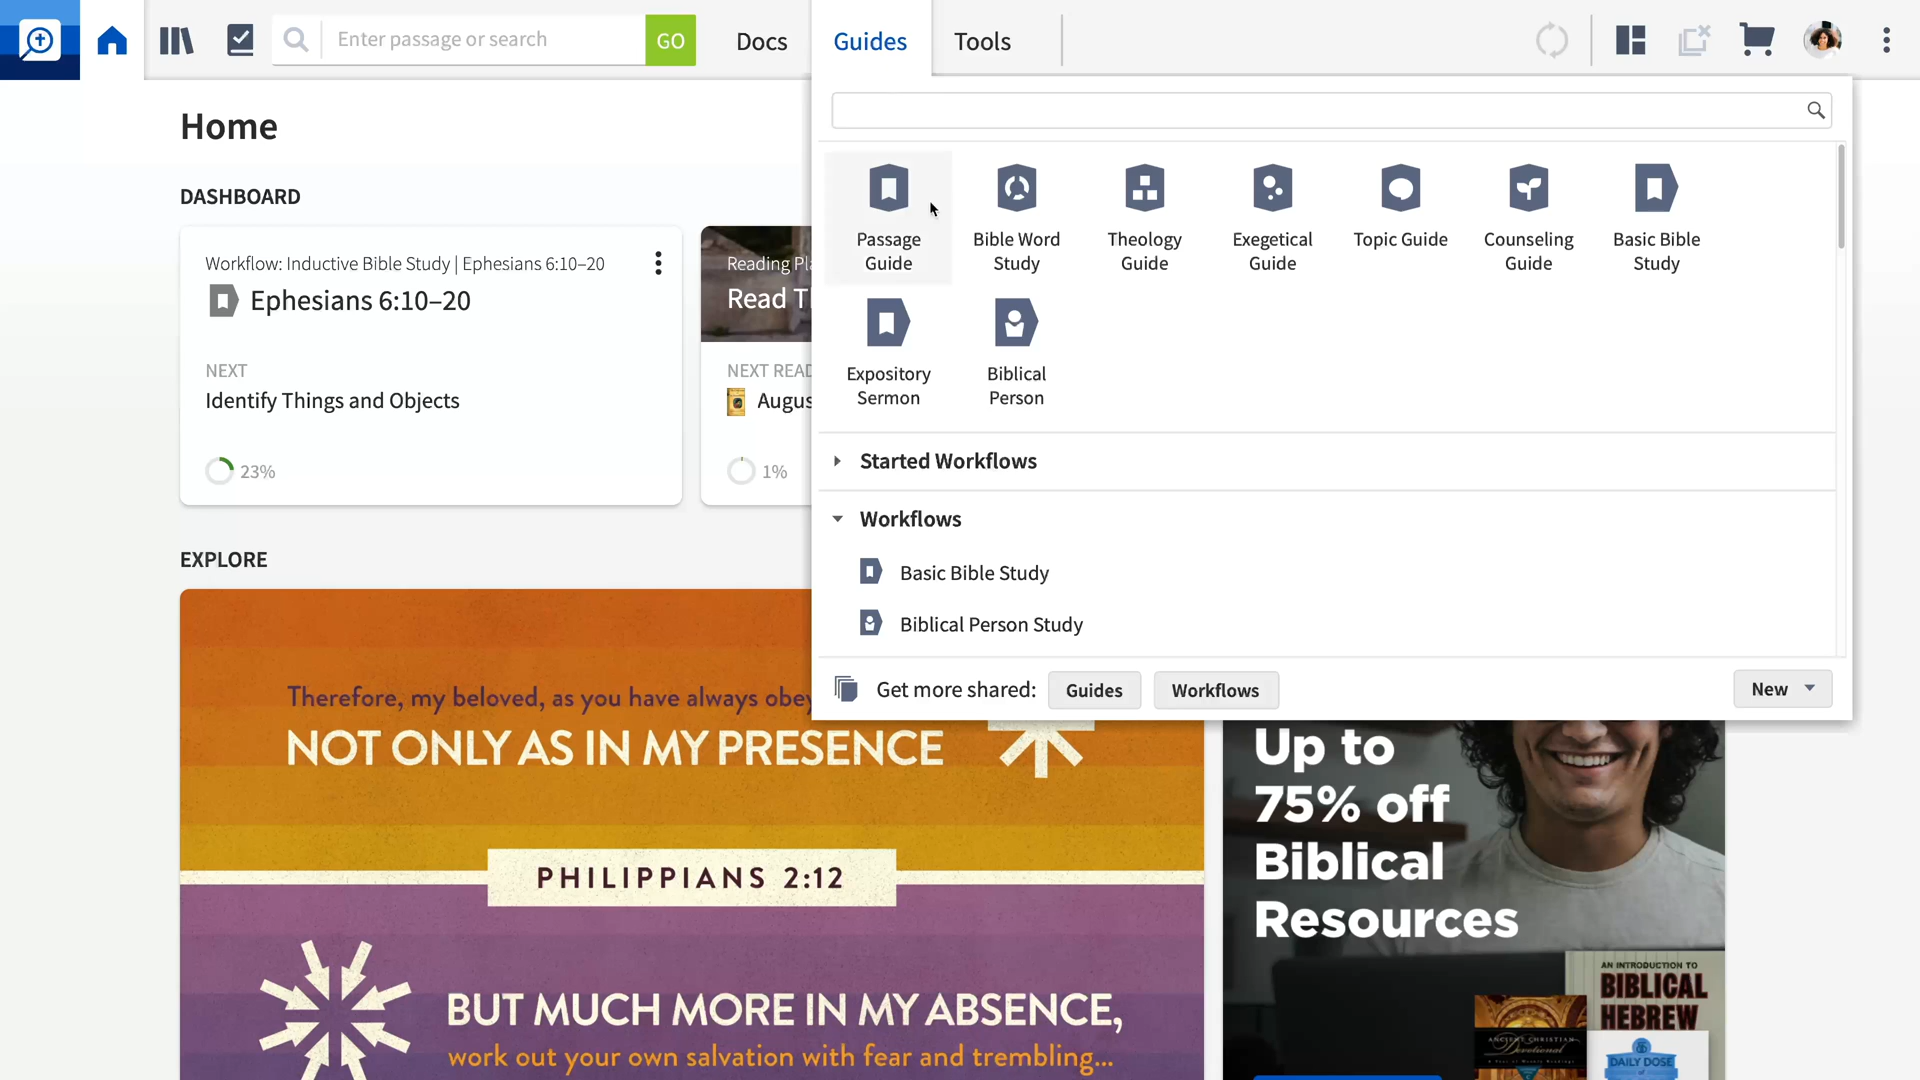 Enter passage or search
GO
Docs
Guides
Tools
Home
DASHBOARD
Workflow: Inductive Bible Study | Ephesians 6:10–20
Ephesians 6:10–20
NEXT
Identify Things and Objects
23%
Reading Pl
Read T
NEXT READ
Augus
1%
Passage
Guide
Bible Word
Study
Theology
Guide
Exegetical
Guide
Topic Guide
Counseling
Guide
Basic Bible
Study
Expository
Sermon
Biblical
Person
Started Workflows
Workflows
Basic Bible Study
Biblical Person Study
Get more shared:
Guides
Workflows
New
EXPLORE
Therefore, my beloved, as you have always obey
NOT ONLY AS IN MY PRESENCE
PHILIPPIANS 2:12
BUT MUCH MORE IN MY ABSENCE,
work out your own salvation with fear and trembling...
Up to
75% off
Biblical
Resources
AN INTRODUCTION TO
BIBLICAL
HEBREW
ANCIENT CHRISTIAN
Devotional
DAILY DOSE